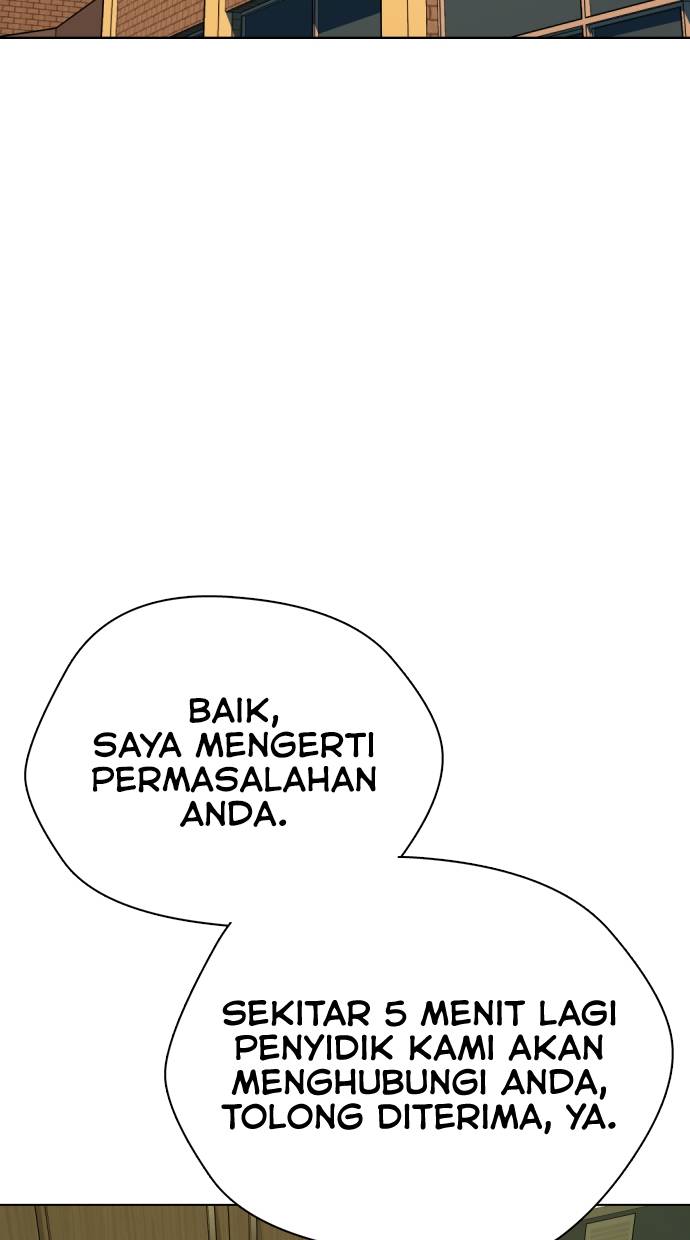 BAIK,
SAYA MENGERTI
PERMASALAHAN
ANDA.
SEKITAR 5 MENIT LAGI
PENYIDIK KAMI AKAN
MENGHUBUNGI ANDA,
TOLONG DITERIMA, YA.